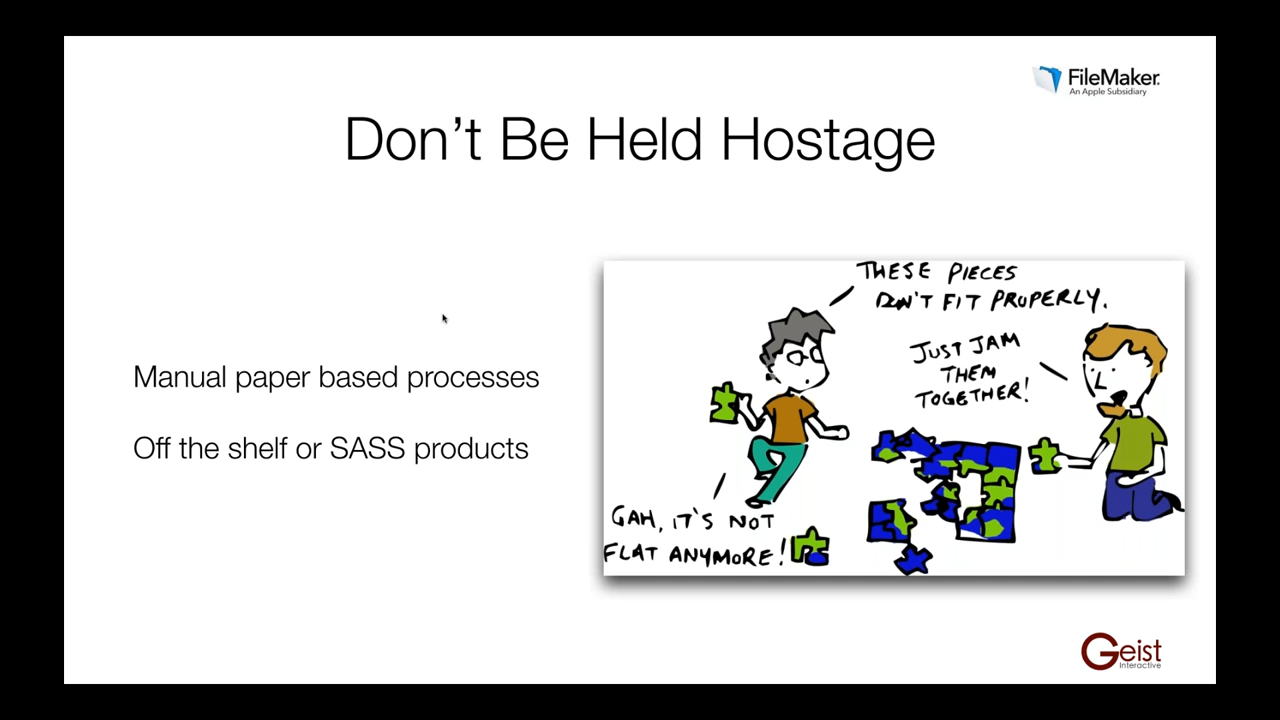 FileMaker.
An Apple Subsidiary
Don't Be Held Hostage
Manual paper based processes
Off the shelf or SASS products
THESE PIECES
DON'T FIT PROPERLY.
JUST JAM
THEM
TOGETHER!
GAH, IT'S NOT
FLAT ANYMORE!
Geist
Interactive